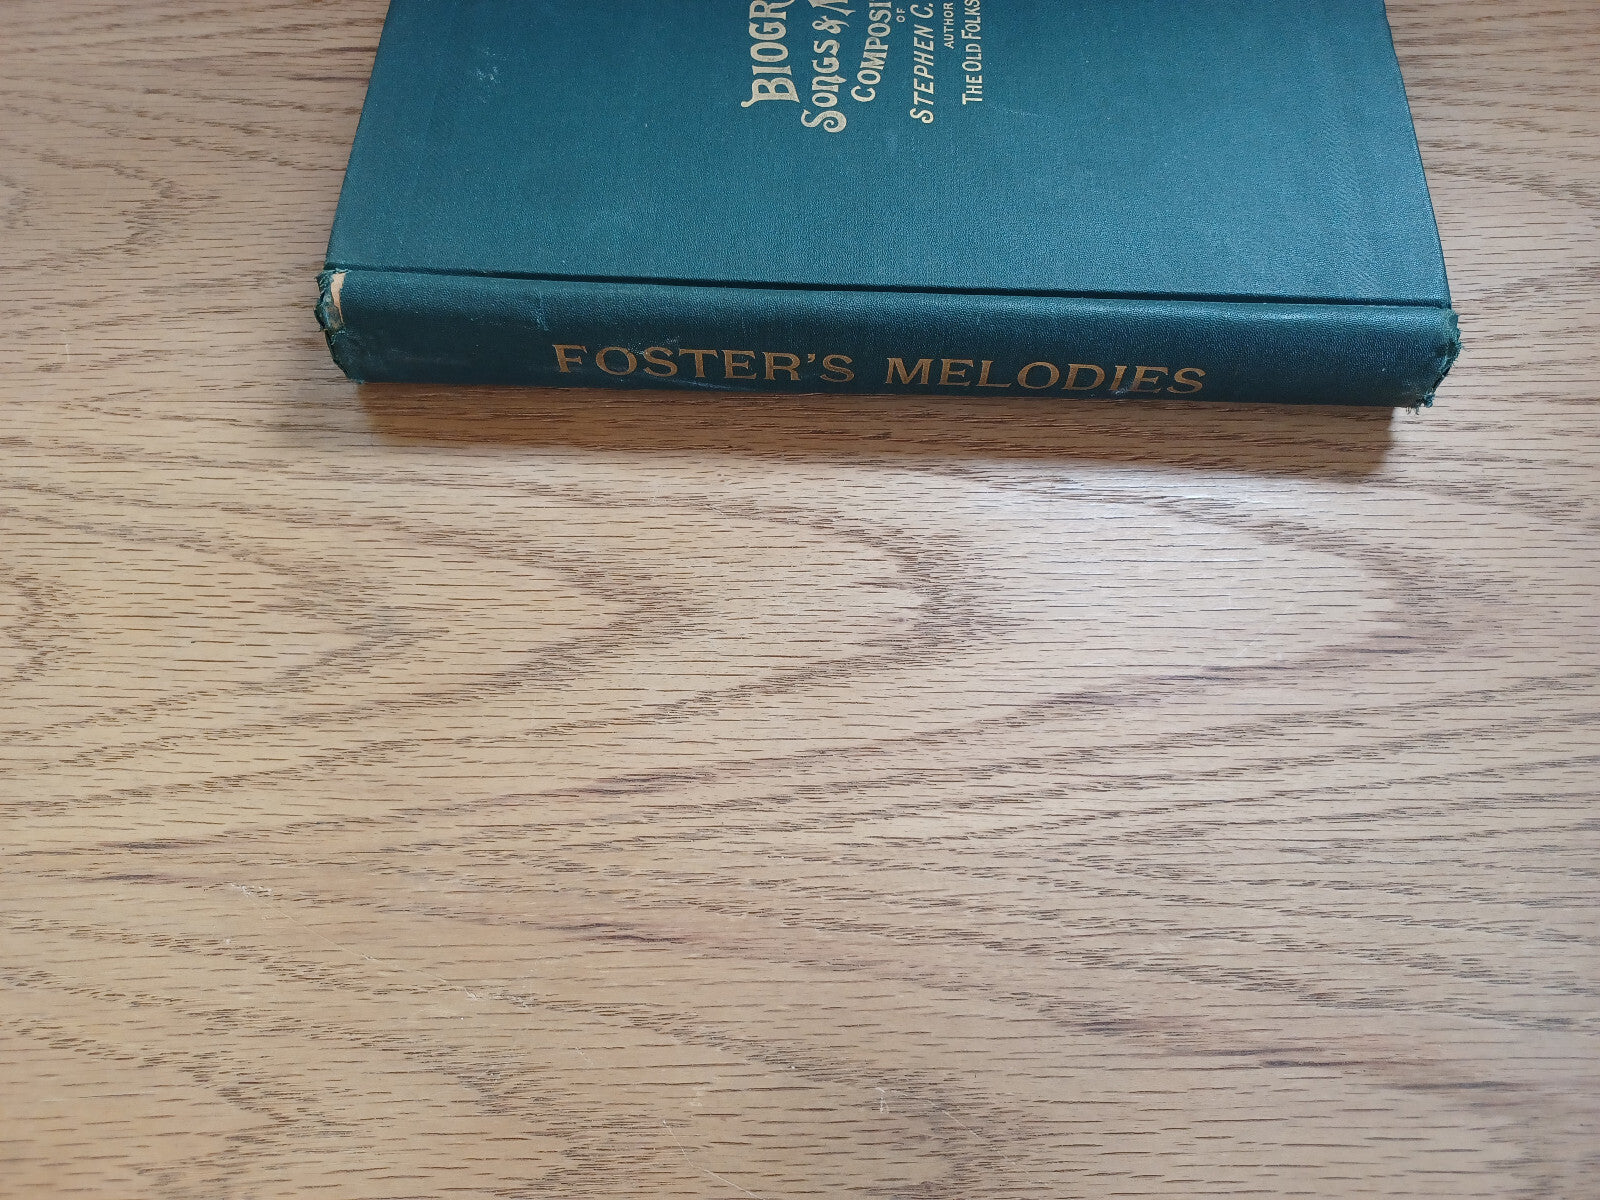 BIOGR
Songs &
COMPOSI
OF
STEPHEN C.
AUTHOR
THE OLD FOLKS
FOSTER'S MELODIES